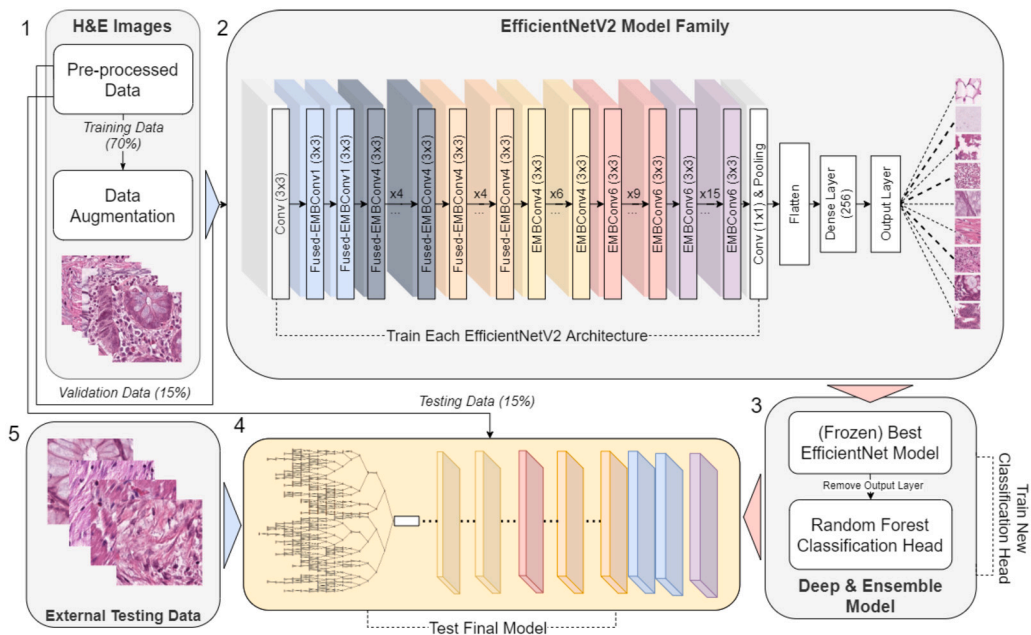 1
H&E Images
Pre-processed
Data
Training Data
(70%)
Data
Augmentation
Validation Data (15%)
2
EfficientNetV2 Model Family
Conv (3x3)
Fused-EMBConv1 (3x3)
Fused-EMBConv1 (3x3)
Fused-EMBConv4 (3x3)
x4
...
Fused-EMBConv4 (3x3)
Fused-EMBConv4 (3x3)
x4
...
Fused-EMBConv4 (3x3)
EMBConv4 (3x3)
x6
...
EMBConv4 (3x3)
EMBConv6 (3x3)
x9
...
EMBConv6 (3x3)
EMBConv6 (3x3)
x15
...
EMBConv6 (3x3)
Conv (1x1) & Pooling
Flatten
Dense Layer
(256)
Output Layer
Train Each EfficientNetV2 Architecture
Testing Data (15%)
3
(Frozen) Best
EfficientNet Model
Remove Output Layer
Random Forest
Classification Head
Deep & Ensemble
Model
Train New
Classification Head
4
Test Final Model
5
External Testing Data